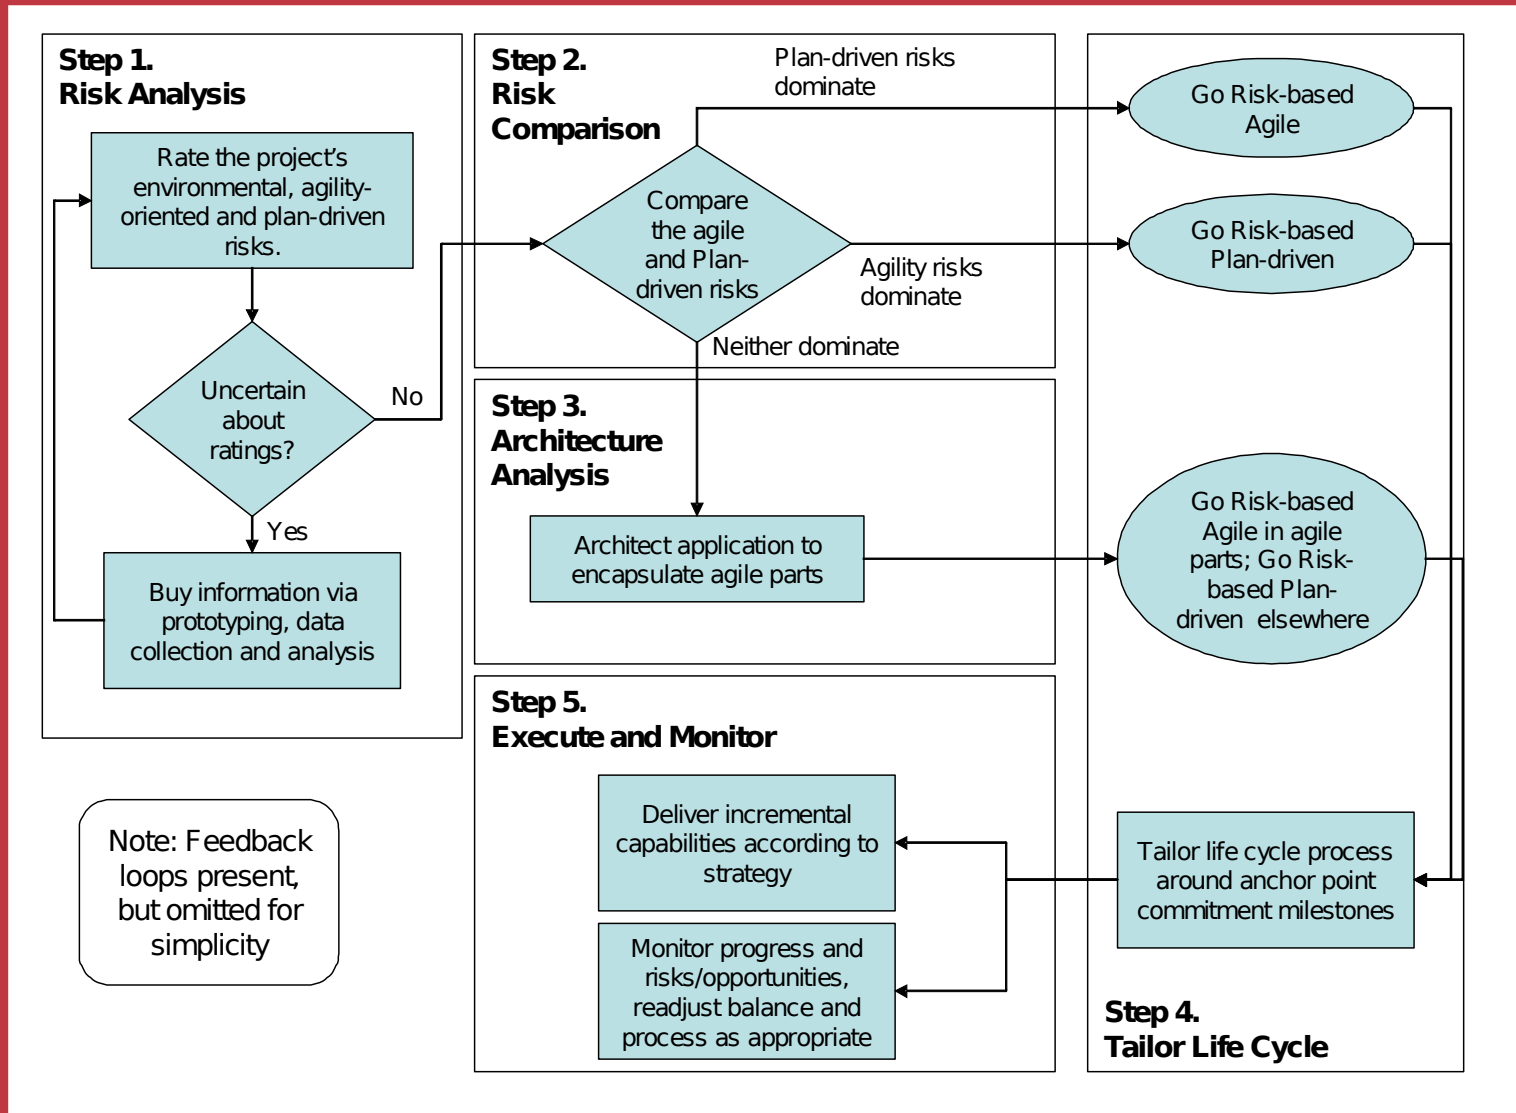 Step 1.
Risk Analysis
Rate the project's
environmental, agility-
oriented and plan-driven
risks.
Uncertain
about
ratings?
No
Yes
Buy information via
prototyping, data
collection and analysis
Note: Feedback
loops present,
but omitted for
simplicity
Step 2.
Risk
Comparison
Plan-driven risks
dominate
Compare
the agile
and Plan-
driven risks
Agility risks
dominate
Neither dominate
Step 3.
Architecture
Analysis
Architect application to
encapsulate agile parts
Go Risk-based
Agile
Go Risk-based
Plan-driven
Go Risk-based
Agile in agile
parts; Go Risk-
based Plan-
driven elsewhere
Tailor life cycle process
around anchor point
commitment milestones
Step 4.
Tailor Life Cycle
Step 5.
Execute and Monitor
Deliver incremental
capabilities according to
strategy
Monitor progress and
risks/opportunities,
readjust balance and
process as appropriate